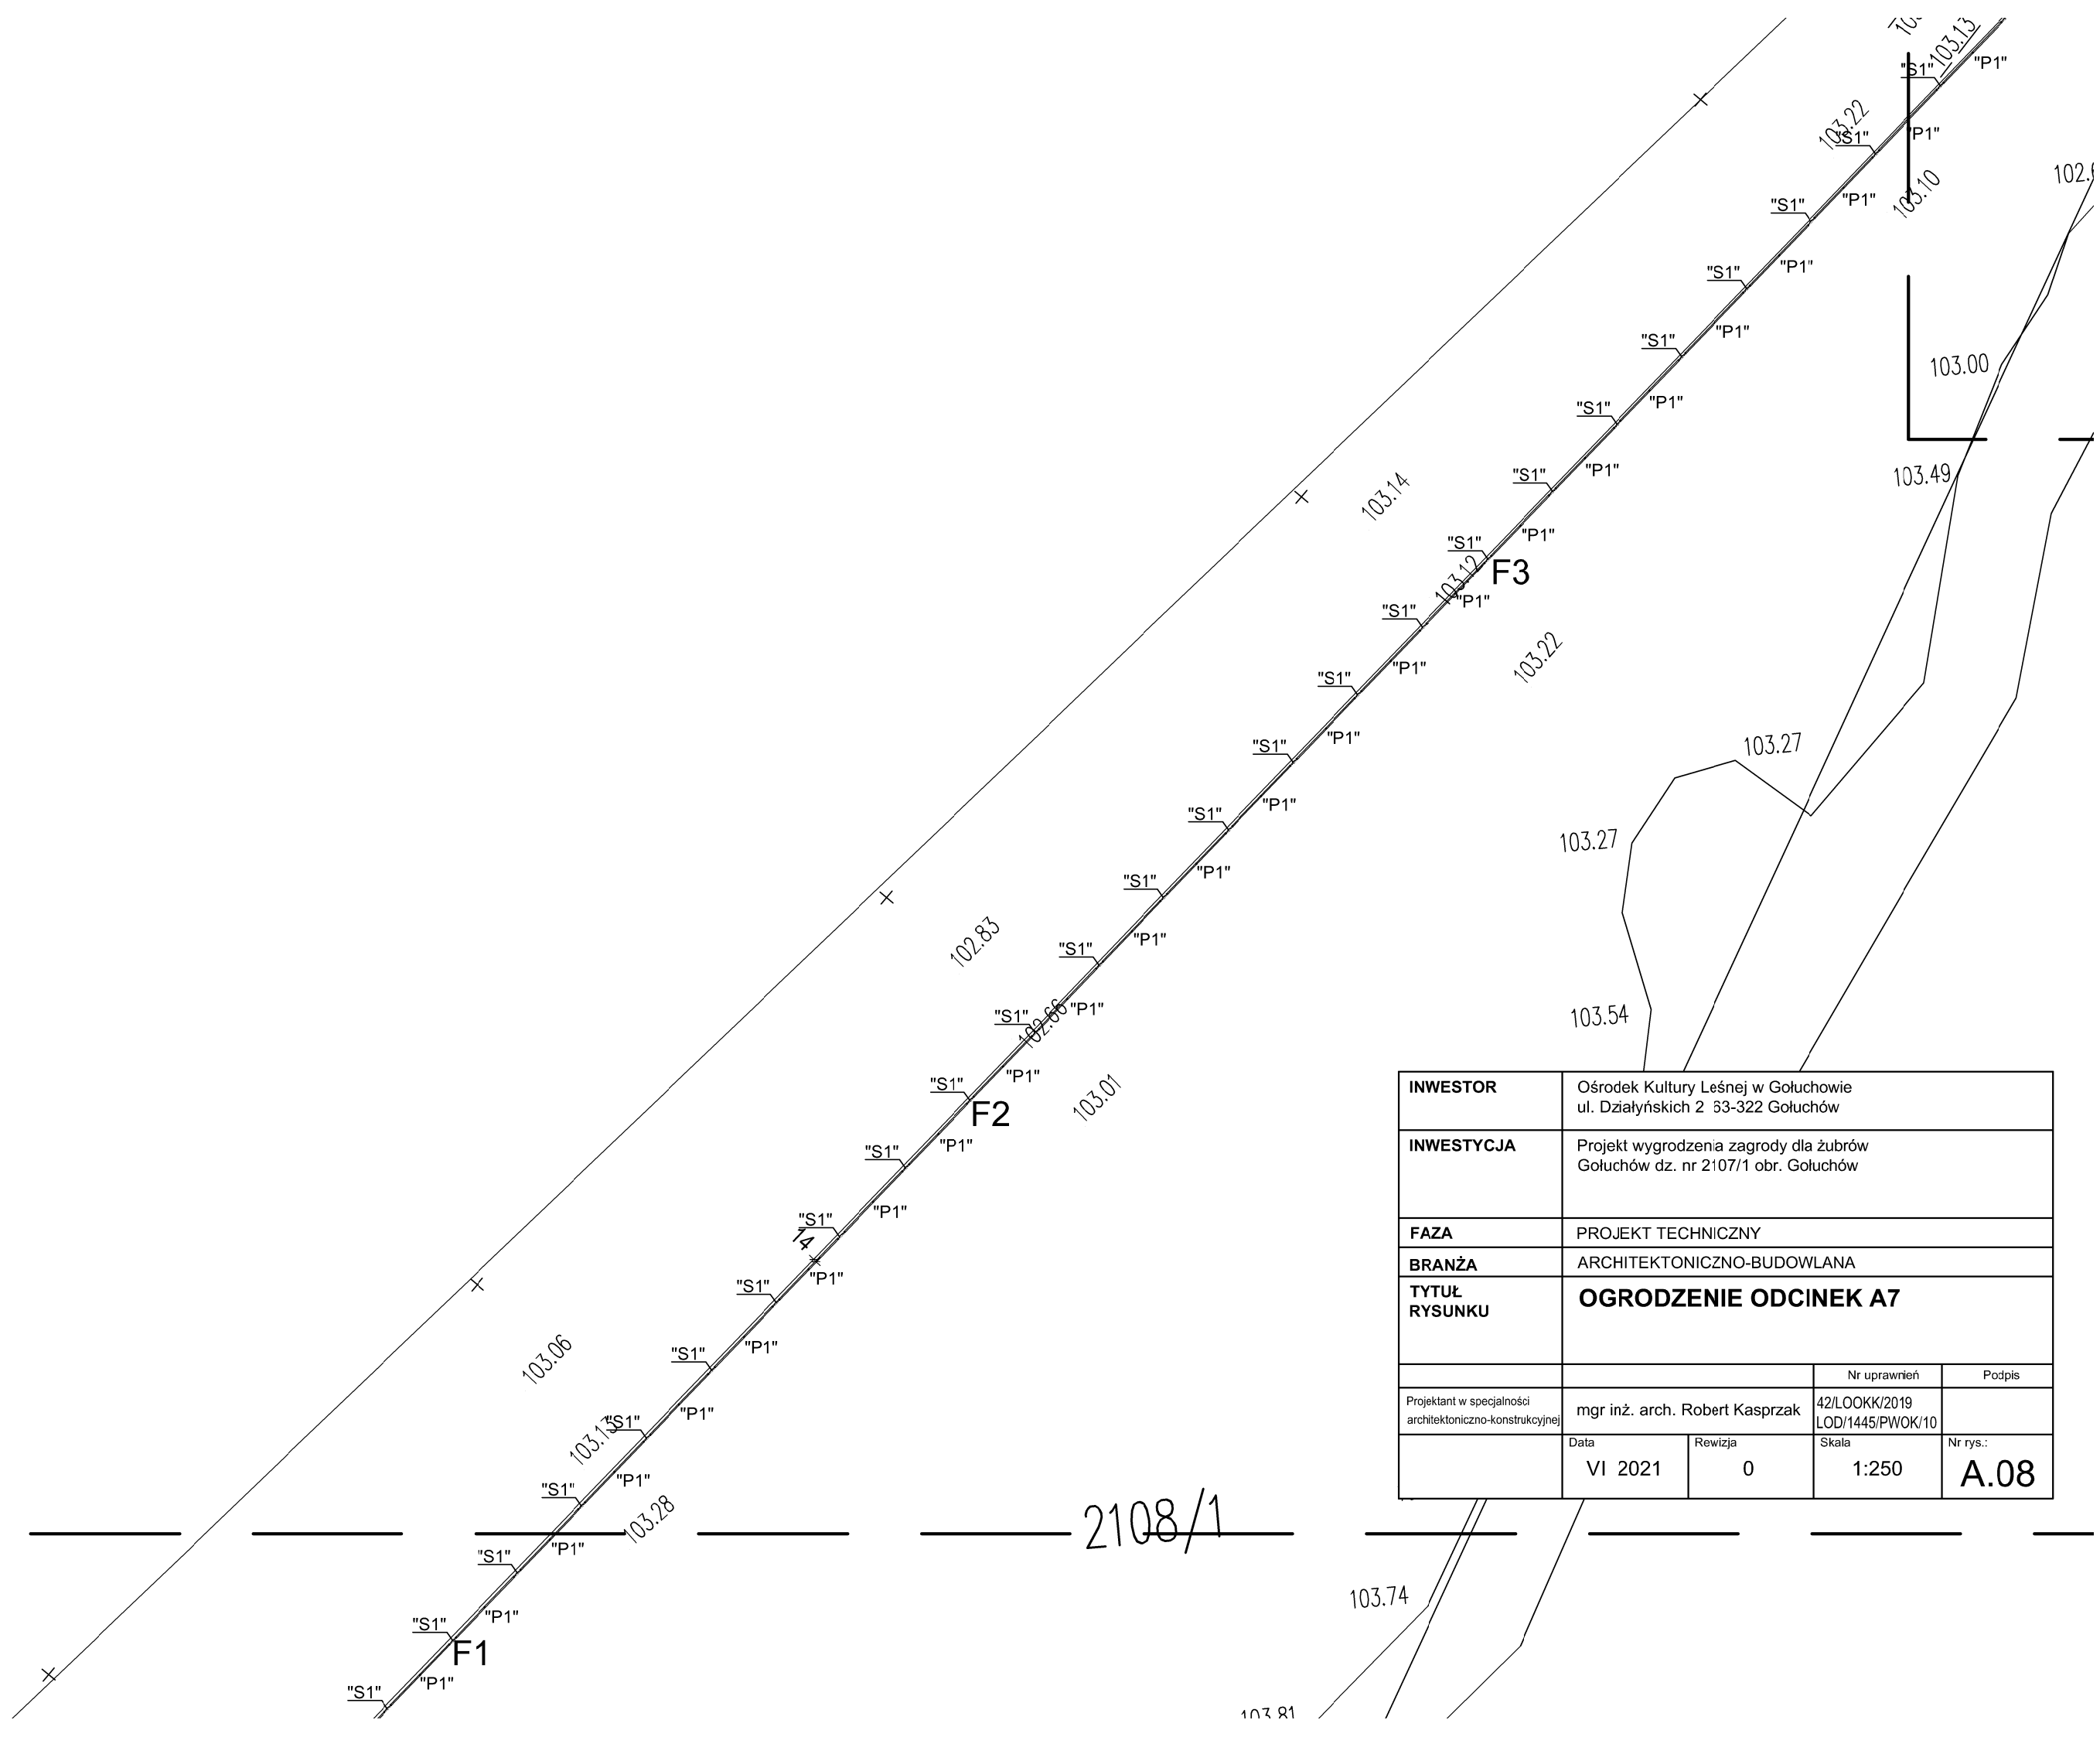 103.13
"S1"
"P1"
103.22
"S1"
"P1"
103.10
102.
"S1"
"P1"
"S1"
"P1"
"S1"
"P1"
103.00
"S1"
"P1"
103.14
"S1"
"P1"
103.49
"S1"
F3
103.12
"P1"
"S1"
103.22
"P1"
"S1"
"P1"
103.27
"S1"
"P1"
103.27
"S1"
"P1"
"S1"
"P1"
102.83
"S1"
"P1"
103.54
"S1"
102.66
"P1"
"S1"
F2
103.01
"P1"
"S1"
"P1"
"S1"
14
"P1"
"S1"
"P1"
103.06
"S1"
"P1"
103.13
"S1"
"P1"
"S1"
103.28
"P1"
2108/1
"S1"
"P1"
103.74
"S1"
F1
"P1"
"S1"
103.81
INWESTOR
Ośrodek Kultury Leśnej w Gołuchowie
ul. Działyńskich 2 63-322 Gołuchów
INWESTYCJA
Projekt wygrodzenia zagrody dla żubrów
Gołuchów dz. nr 2107/1 obr. Gołuchów
FAZA
PROJEKT TECHNICZNY
BRANŻA
ARCHITEKTONICZNO-BUDOWLANA
TYTUŁ
RYSUNKU
OGRODZENIE ODCINEK A7
Nr uprawnień
Podpis
Projektant w specjalności
architektoniczno-konstrukcyjnej
mgr inż. arch. Robert Kasprzak
42/LOOKK/2019
LOD/1445/PWOK/10
Data
VI 2021
Rewizja
0
Skala
1:250
Nr rys.:
A.08